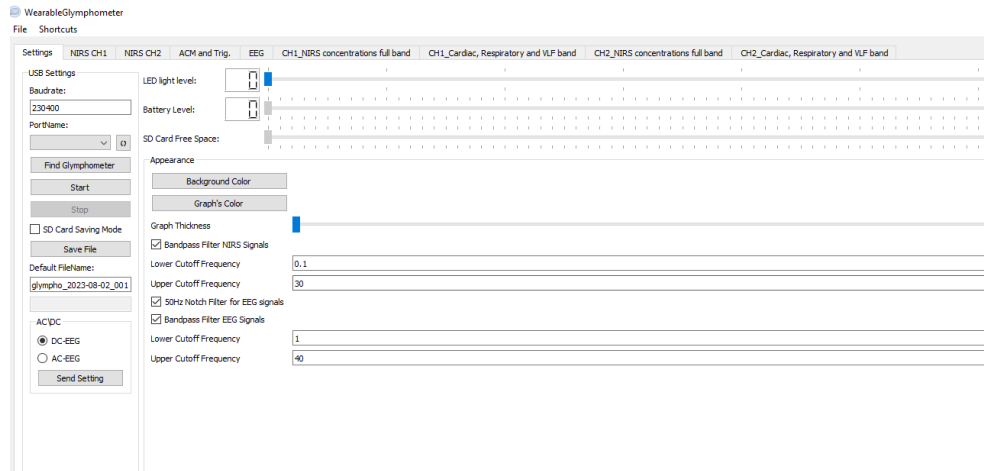 WearableGlymphometer
File Shortcuts
Settings NIRS CH1 NIRS CH2 ACM and Trig. EEG CH1_NIRS concentrations full band CH1_Cardiac, Respiratory and VLF band CH2_NIRS concentrations full band CH2_Cardiac, Respiratory and VLF band
USB Settings
Baudrate:
230400
PortName:
Find Glymphometer
Start
Stop
SD Card Saving Mode
Save File
Default FileName:
glympho_2023-08-02_001
AC\DC
DC-EEG
AC-EEG
Send Setting
LED light level: 0
Battery Level: 0
SD Card Free Space:
Appearance
Background Color
Graph's Color
Graph Thickness
Bandpass Filter NIRS Signals
Lower Cutoff Frequency 0.1
Upper Cutoff Frequency 30
50Hz Notch Filter for EEG signals
Bandpass Filter EEG Signals
Lower Cutoff Frequency 1
Upper Cutoff Frequency 40